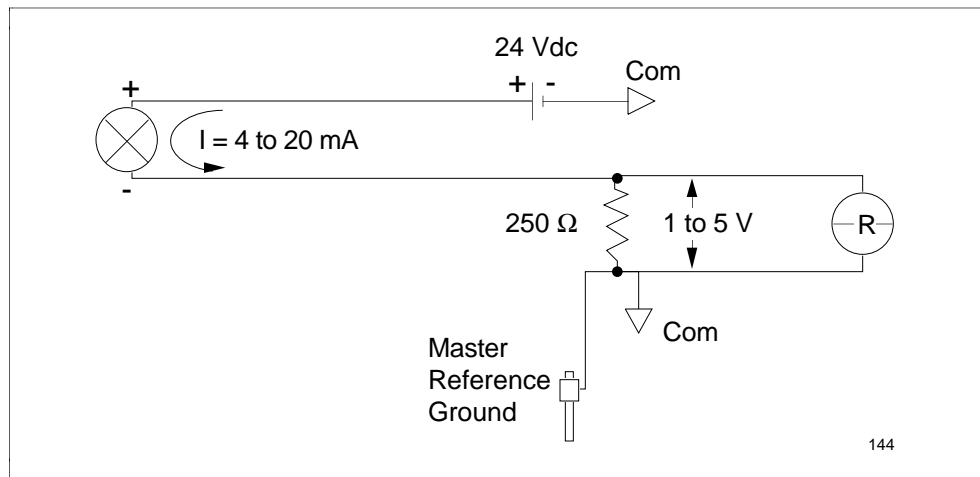 24 Vdc
+ -
Com
+
I = 4 to 20 mA
-
250 Ω
1 to 5 V
R
Com
Master
Reference
Ground
144